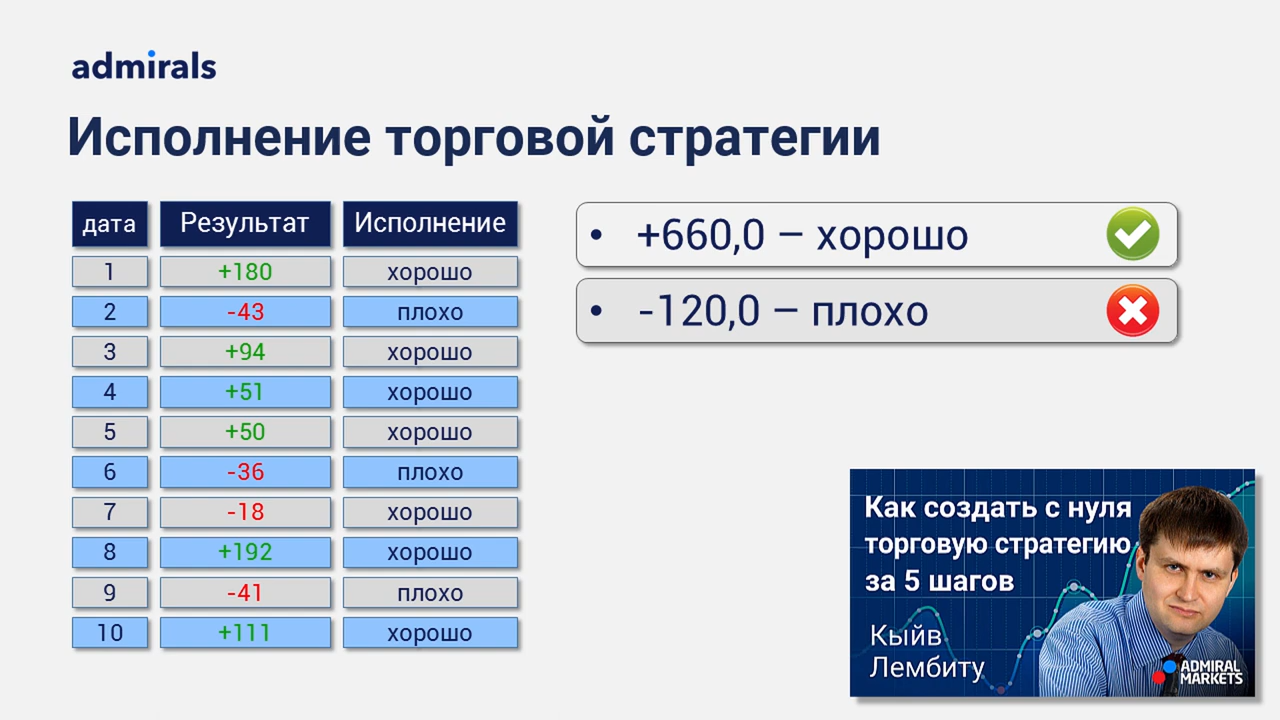 admirals
Исполнение торговой стратегии
дата Результат Исполнение
1 +180 хорошо
2 -43 плохо
3 +94 хорошо
4 +51 хорошо
5 +50 хорошо
6 -36 плохо
7 -18 хорошо
8 +192 хорошо
9 -41 плохо
10 +111 хорошо
• +660,0 – хорошо
• -120,0 – плохо
Как создать с нуля
торговую стратегию
за 5 шагов
Кыйв
Лембиту
ADMIRAL
MARKETS